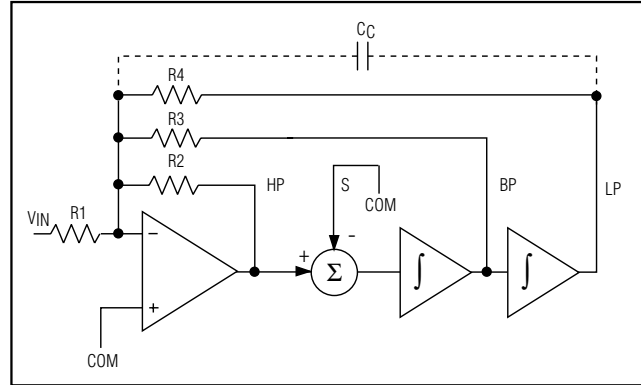 CC
R4
R3
R2
HP
S
COM
BP
LP
VIN
R1
−
+
COM
+
-
Σ
∫
∫